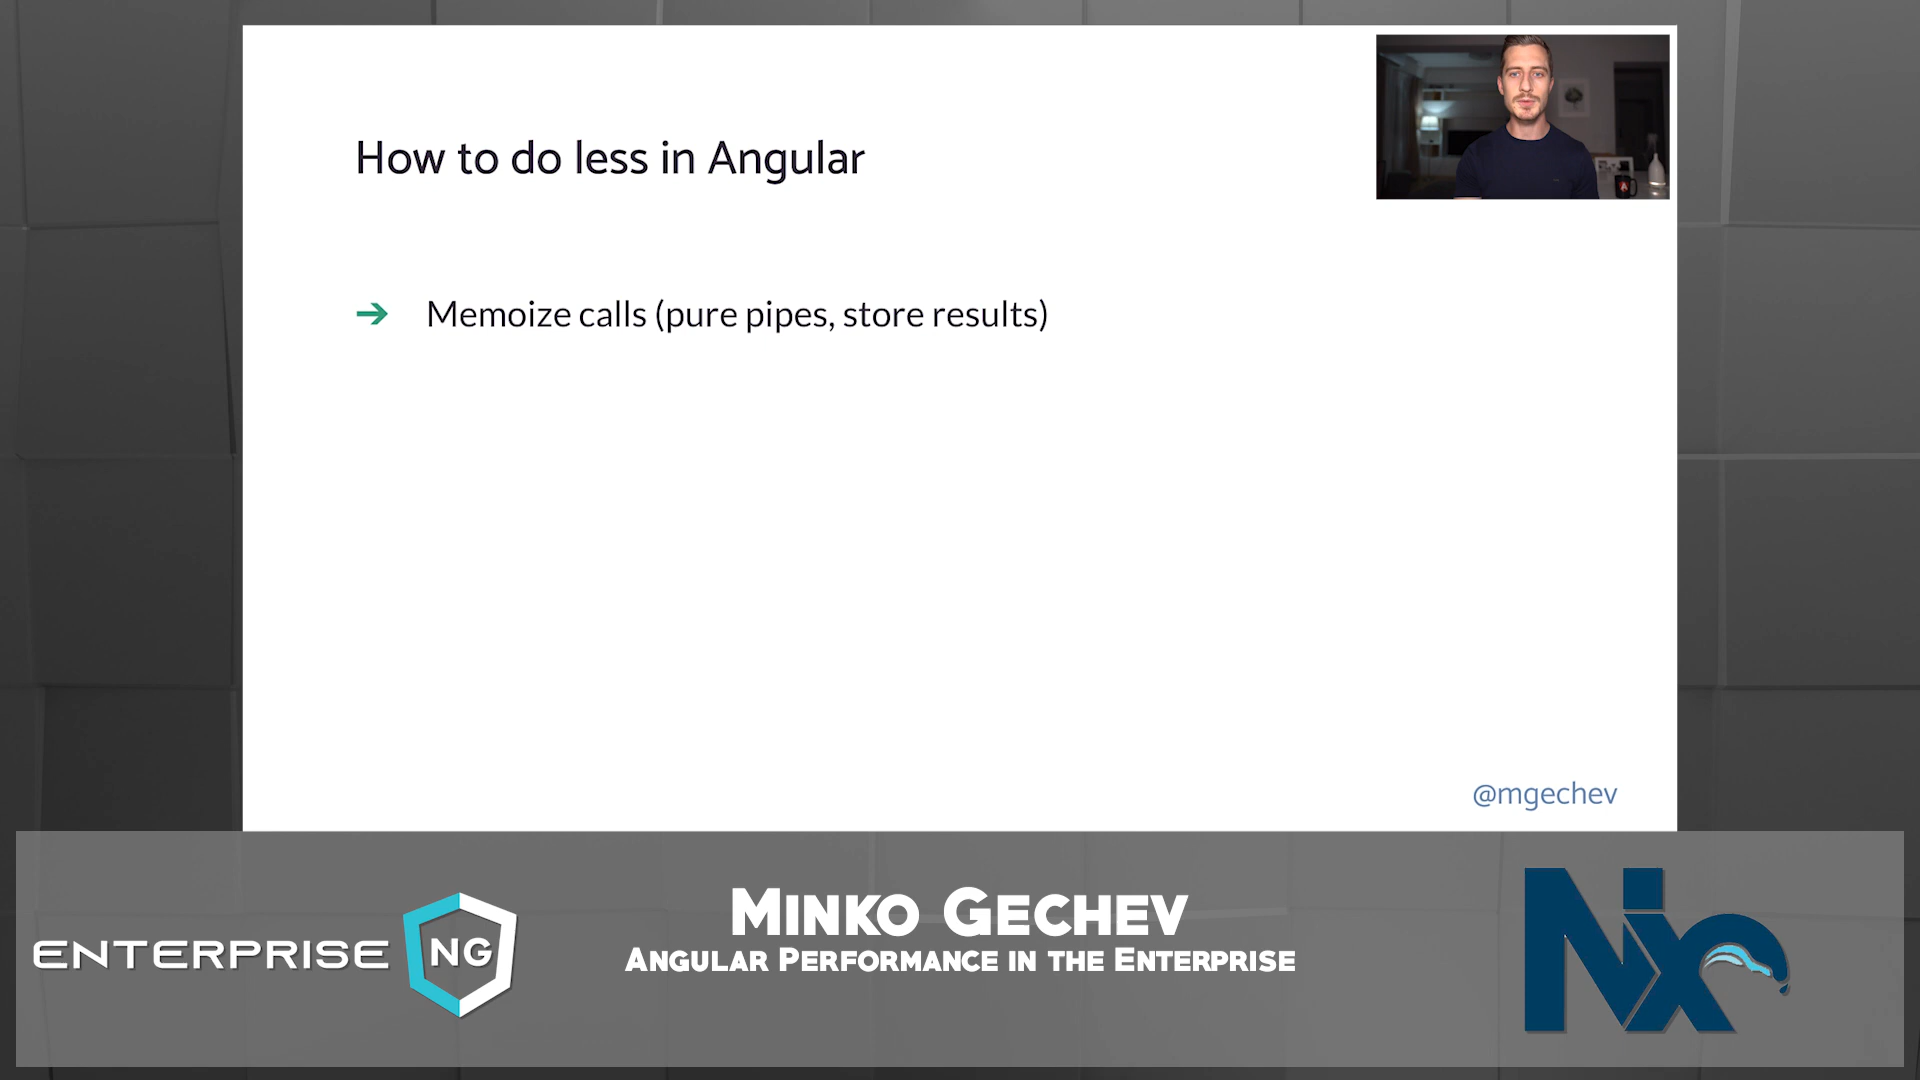 How to do less in Angular
➔ Memoize calls (pure pipes, store results)
@mgechev
ENTERPRISE NG
MINKO GECHEV
ANGULAR PERFORMANCE IN THE ENTERPRISE
Nx